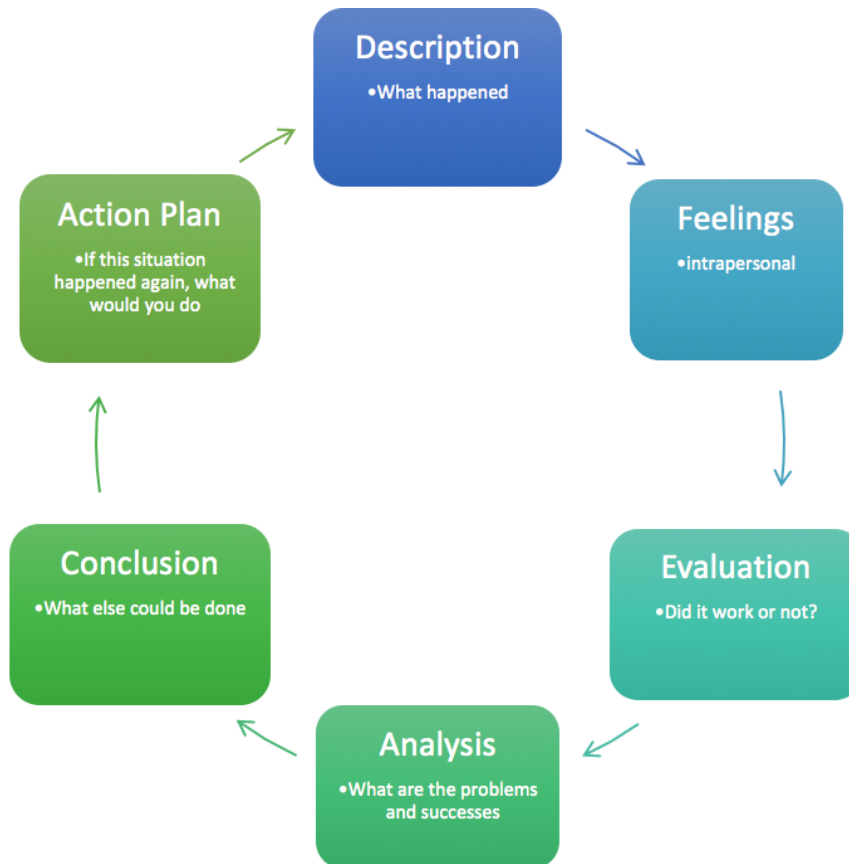 Description
•What happened
Feelings
•intrapersonal
Evaluation
•Did it work or not?
Analysis
•What are the problems
and successes
Conclusion
•What else could be done
Action Plan
•If this situation
happened again, what
would you do